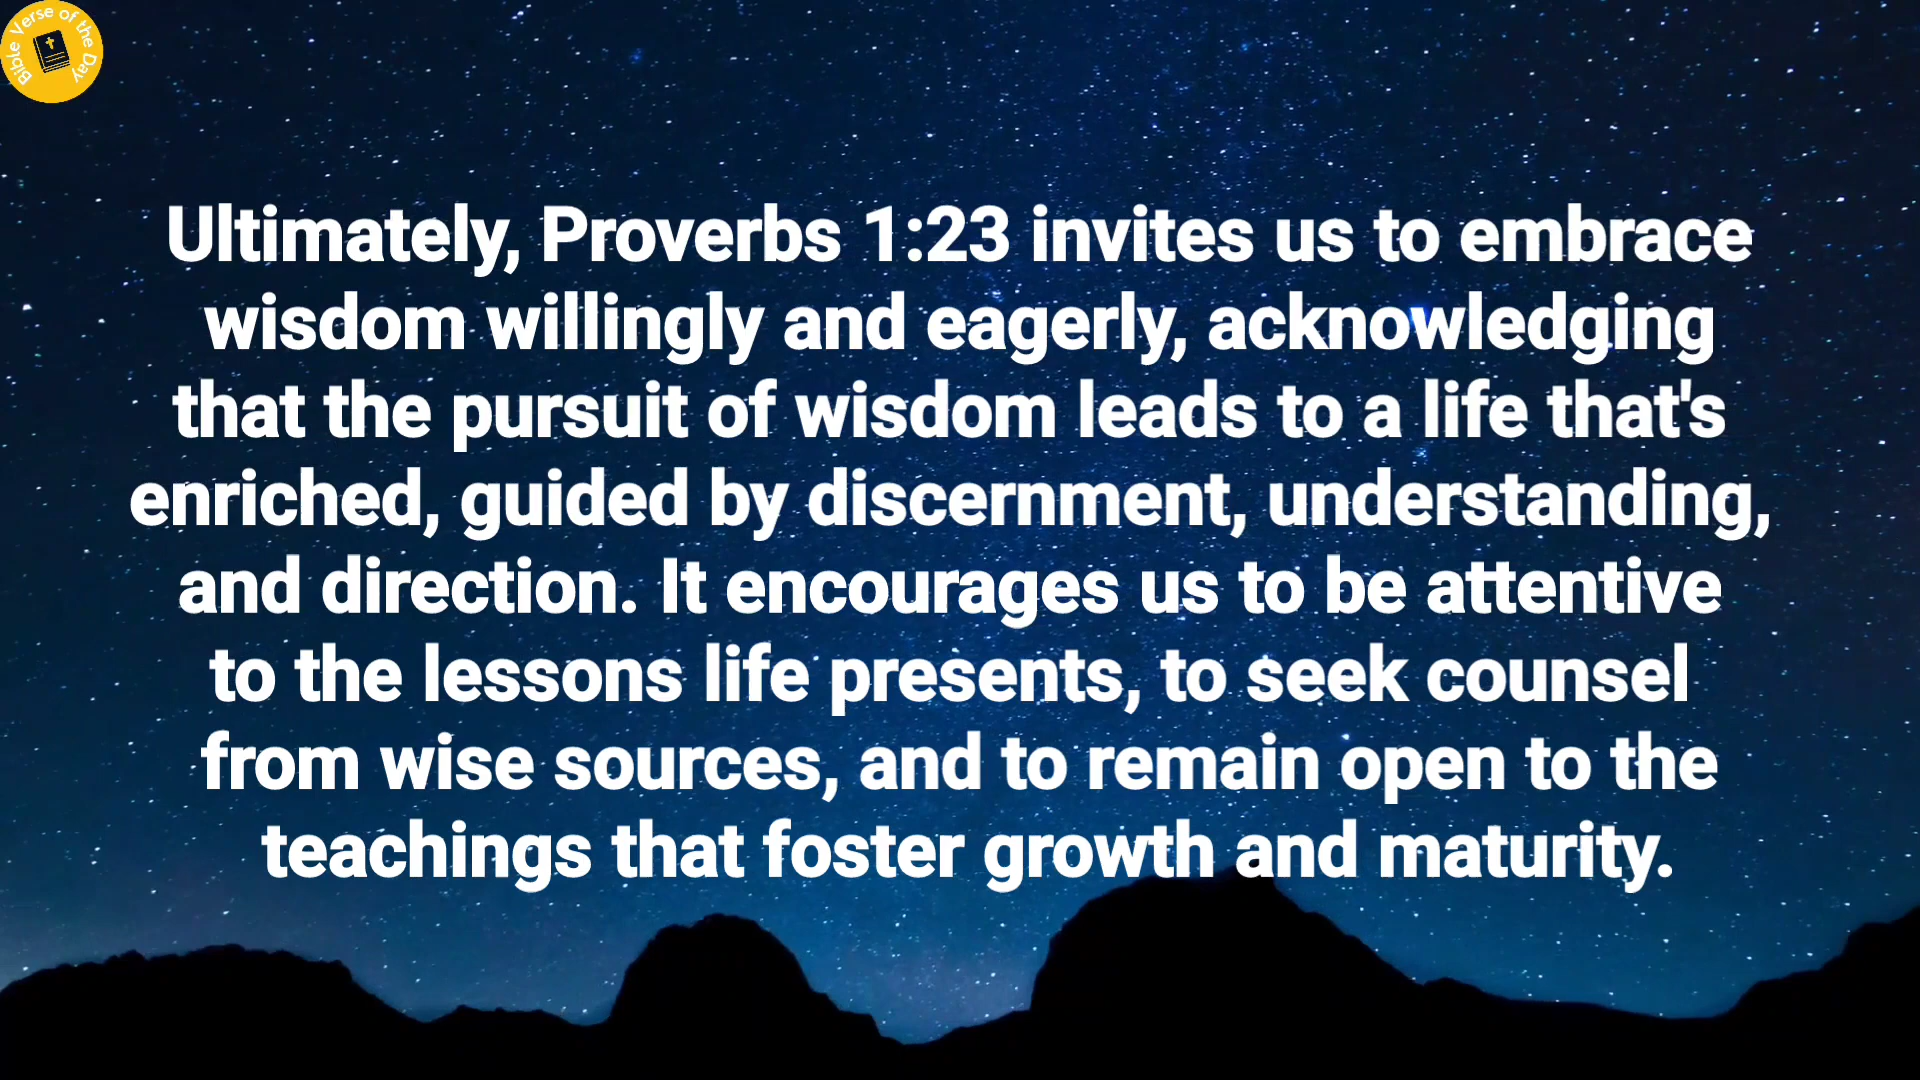 Bible Verse of the Day
Ultimately, Proverbs 1:23 invites us to embrace
wisdom willingly and eagerly, acknowledging
that the pursuit of wisdom leads to a life that's
enriched, guided by discernment, understanding,
and direction. It encourages us to be attentive
to the lessons life presents, to seek counsel
from wise sources, and to remain open to the
teachings that foster growth and maturity.